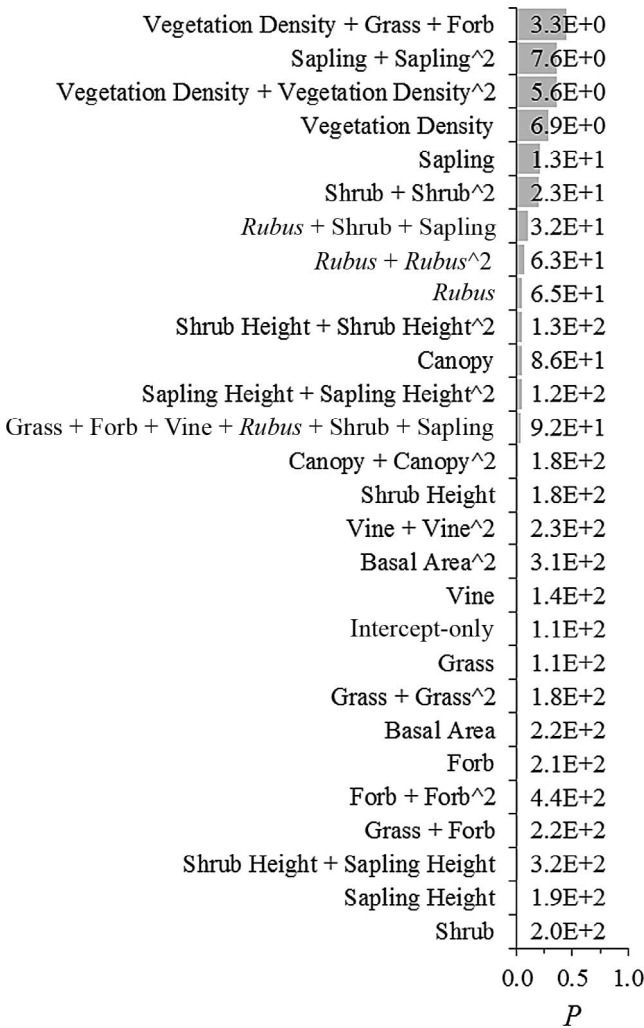 Vegetation Density + Grass + Forb 3.3E+0
Sapling + Sapling^2 7.6E+0
Vegetation Density + Vegetation Density^2 5.6E+0
Vegetation Density 6.9E+0
Sapling 1.3E+1
Shrub + Shrub^2 2.3E+1
Rubus + Shrub + Sapling 3.2E+1
Rubus + Rubus^2 6.3E+1
Rubus 6.5E+1
Shrub Height + Shrub Height^2 1.3E+2
Canopy 8.6E+1
Sapling Height + Sapling Height^2 1.2E+2
Grass + Forb + Vine + Rubus + Shrub + Sapling 9.2E+1
Canopy + Canopy^2 1.8E+2
Shrub Height 1.8E+2
Vine + Vine^2 2.3E+2
Basal Area^2 3.1E+2
Vine 1.4E+2
Intercept-only 1.1E+2
Grass 1.1E+2
Grass + Grass^2 1.8E+2
Basal Area 2.2E+2
Forb 2.1E+2
Forb + Forb^2 4.4E+2
Grass + Forb 2.2E+2
Shrub Height + Sapling Height 3.2E+2
Sapling Height 1.9E+2
Shrub 2.0E+2
0.0 0.5 1.0
P